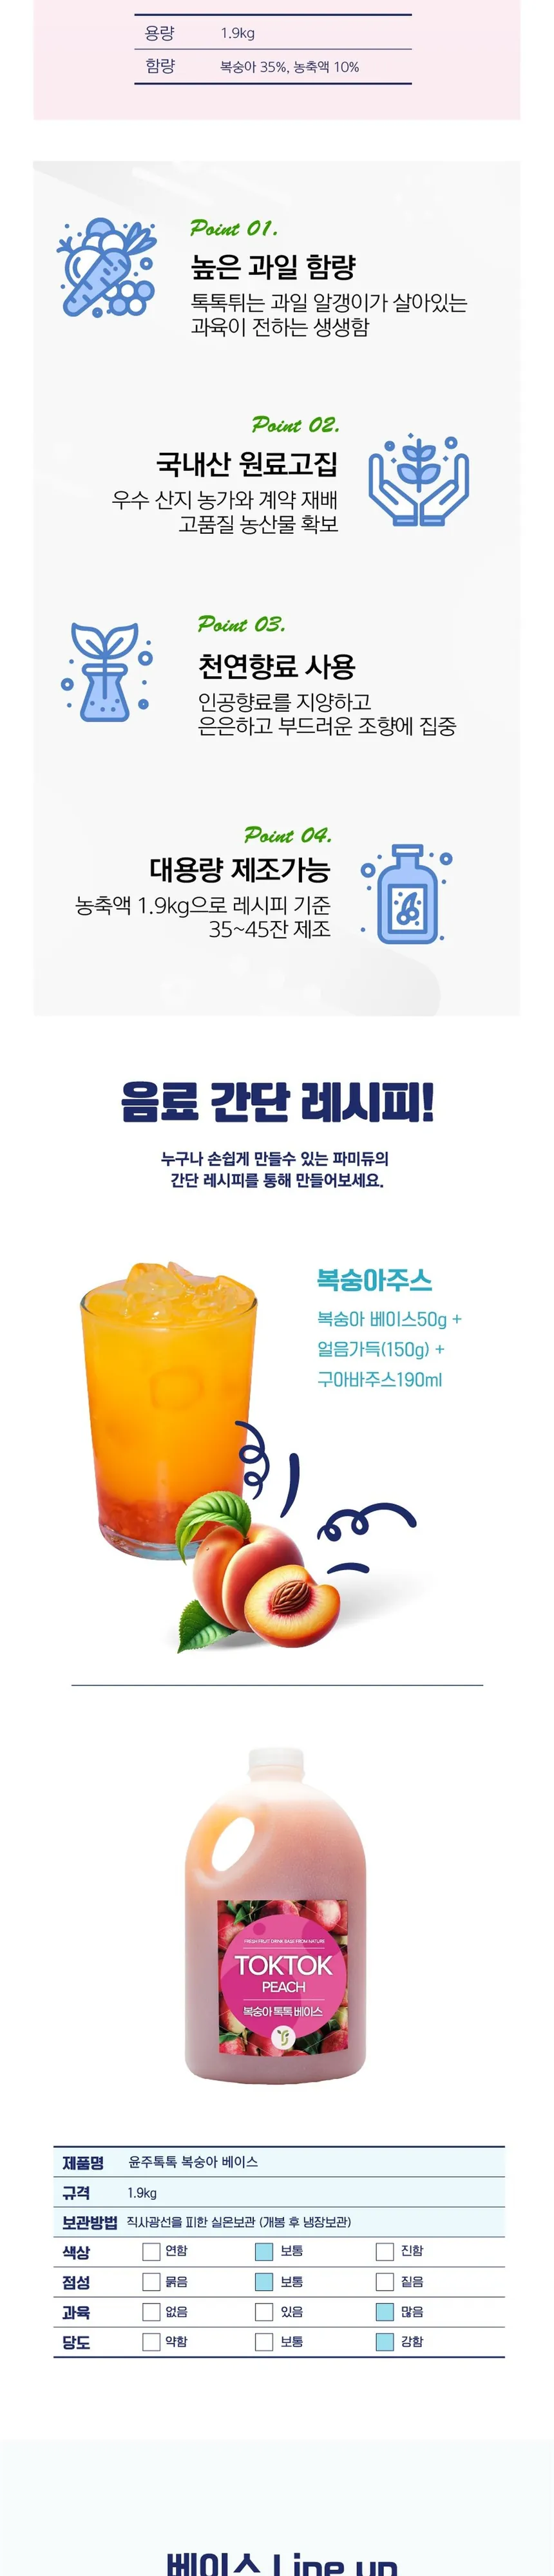 용량 1.9kg
함량 복숭아 35%, 농축액 10%
Point 01.
높은 과일 함량
톡톡튀는 과일 알갱이가 살아있는
과육이 전하는 생생함
Point 02.
국내산 원료고집
우수 산지 농가와 계약 재배
고품질 농산물 확보
Point 03.
천연향료 사용
인공향료를 지양하고
은은하고 부드러운 조향에 집중
Point 04.
대용량 제조가능
농축액 1.9kg으로 레시피 기준
35~45잔 제조
음료 간단 레시피!
누구나 손쉽게 만들수 있는 파미듀의
간단 레시피를 통해 만들어보세요.
복숭아주스
복숭아 베이스50g +
얼음가득(150g) +
구아바주스190ml
FRESH FRUIT DRINK BASE FROM NATURE
TOKTOK
PEACH
복숭아 톡톡 베이스
제품명 윤주톡톡 복숭아 베이스
규격 1.9kg
보관방법 직사광선을 피한 실온보관 (개봉 후 냉장보관)
색상 연함 보통 진함
점성 묽음 보통 짙음
과육 없음 있음 많음
당도 약함 보통 강함
베이스 Line up